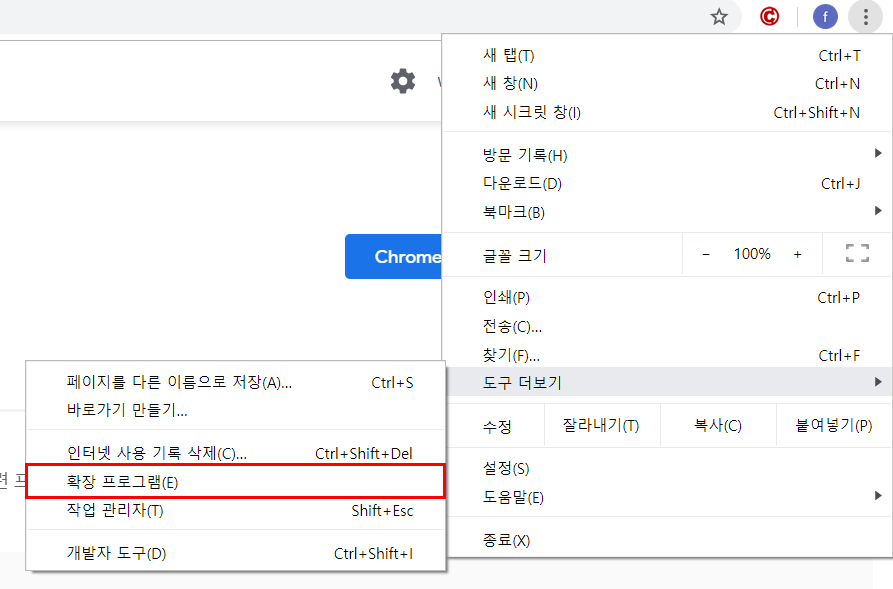 f
새 탭(T) Ctrl+T
새 창(N) Ctrl+N
새 시크릿 창(I) Ctrl+Shift+N
방문 기록(H)
다운로드(D) Ctrl+J
북마크(B)
글꼴 크기 - 100% +
Chrome
인쇄(P) Ctrl+P
전송(C)...
찾기(F)... Ctrl+F
도구 더보기
수정 잘라내기(T) 복사(C) 붙여넣기(P)
설정(S)
도움말(E)
종료(X)
페이지를 다른 이름으로 저장(A)... Ctrl+S
바로가기 만들기...
인터넷 사용 기록 삭제(C)... Ctrl+Shift+Del
확장 프로그램(E)
작업 관리자(T) Shift+Esc
개발자 도구(D) Ctrl+Shift+I